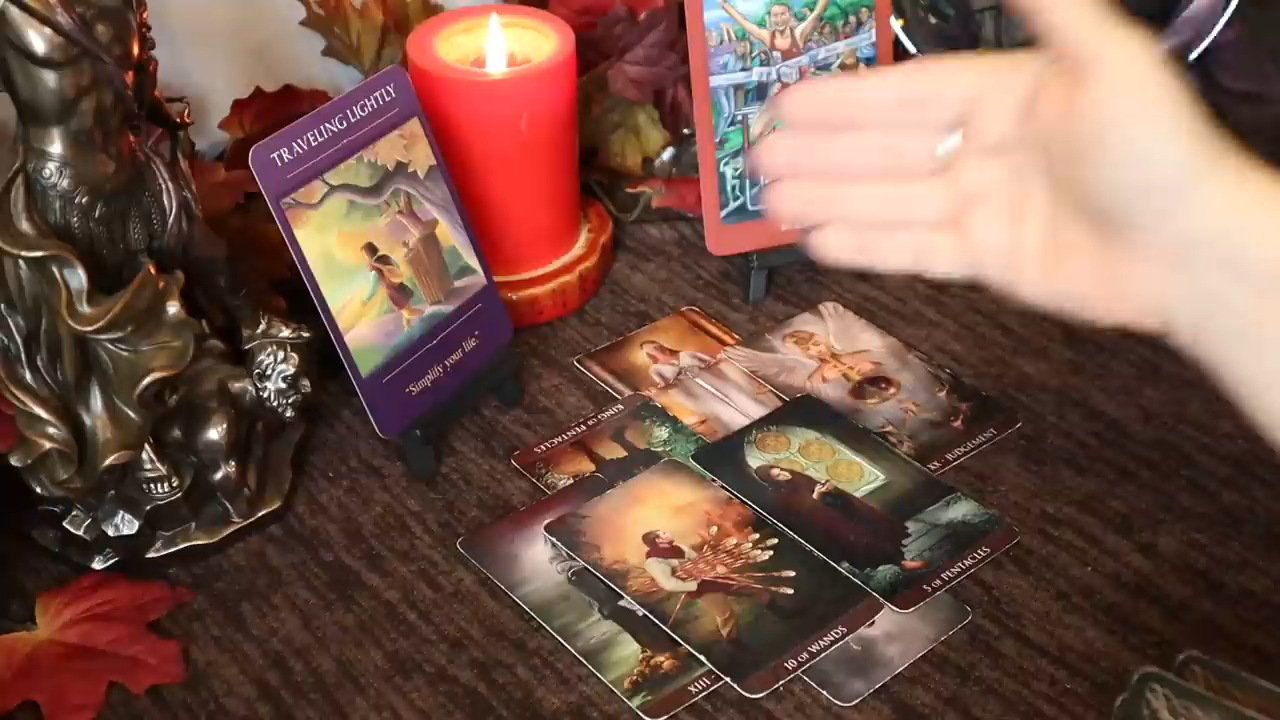 TRAVELING LIGHTLY
"Simplify your life."
KING OF PENTACLES
XX - JUDGEMENT
5 OF PENTACLES
10 OF WANDS
XIII -